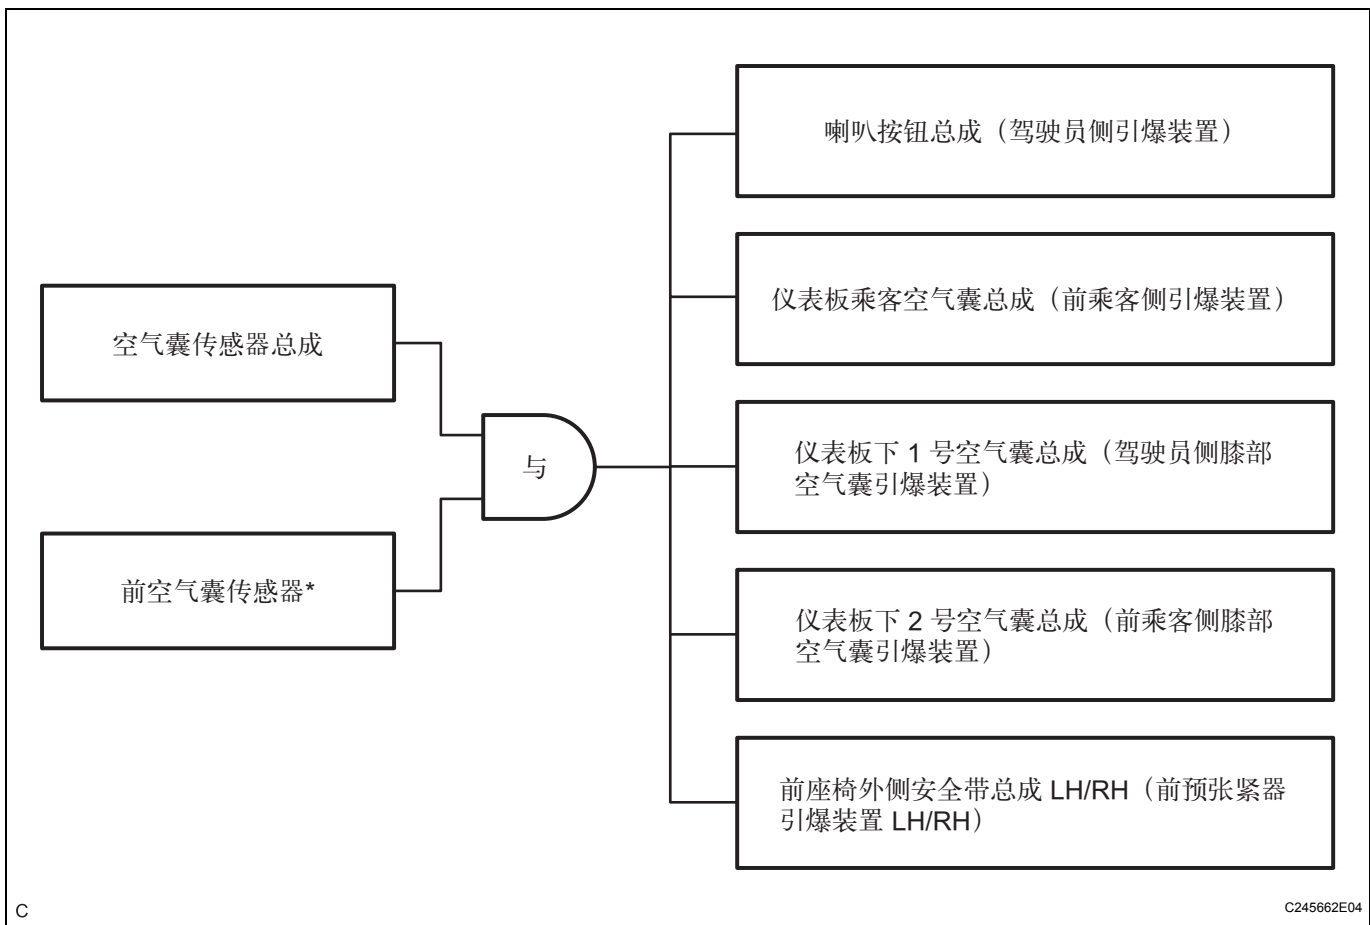 喇叭按钮总成（驾驶员侧引爆装置）
仪表板乘客空气囊总成（前乘客侧引爆装置）
空气囊传感器总成
仪表板下 1 号空气囊总成（驾驶员侧膝部
空气囊引爆装置）
与
前空气囊传感器*
仪表板下 2 号空气囊总成（前乘客侧膝部
空气囊引爆装置）
前座椅外侧安全带总成 LH/RH（前预张紧器
引爆装置 LH/RH）
C
C245662E04